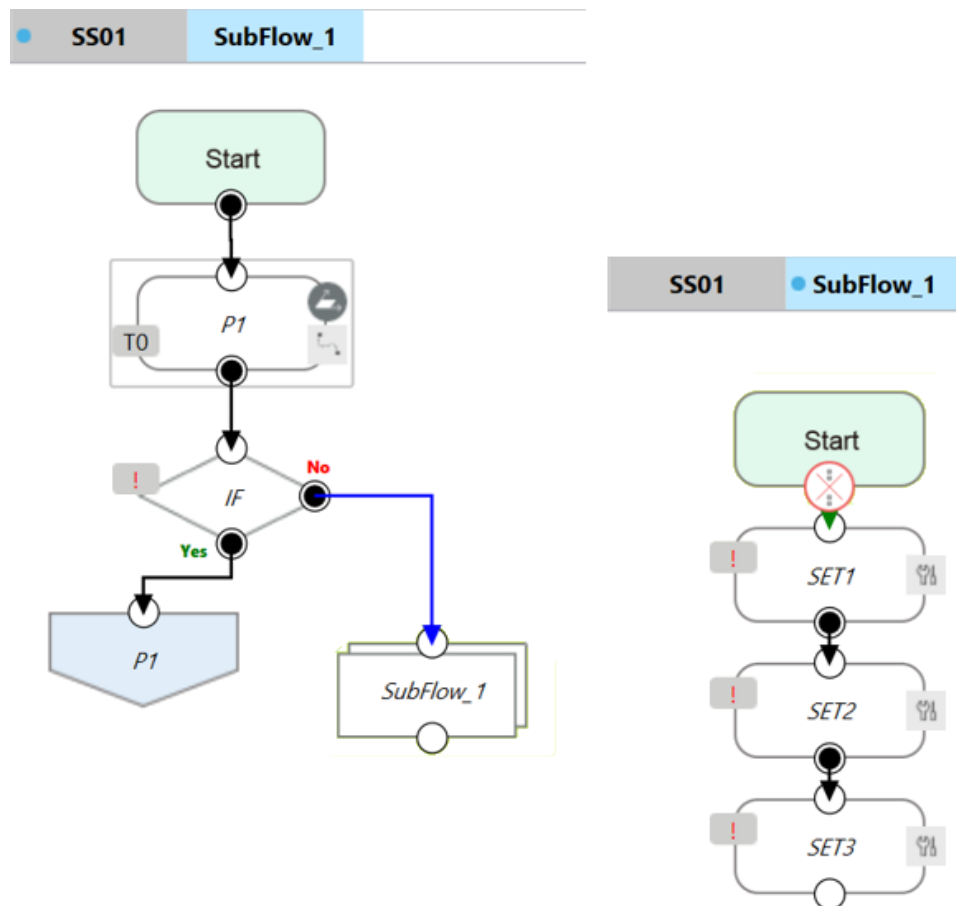 SS01 SubFlow_1
Start
P1
T0
No
!
IF
Yes
P1
SubFlow_1
SS01 SubFlow_1
Start
!
SET1
!
SET2
!
SET3